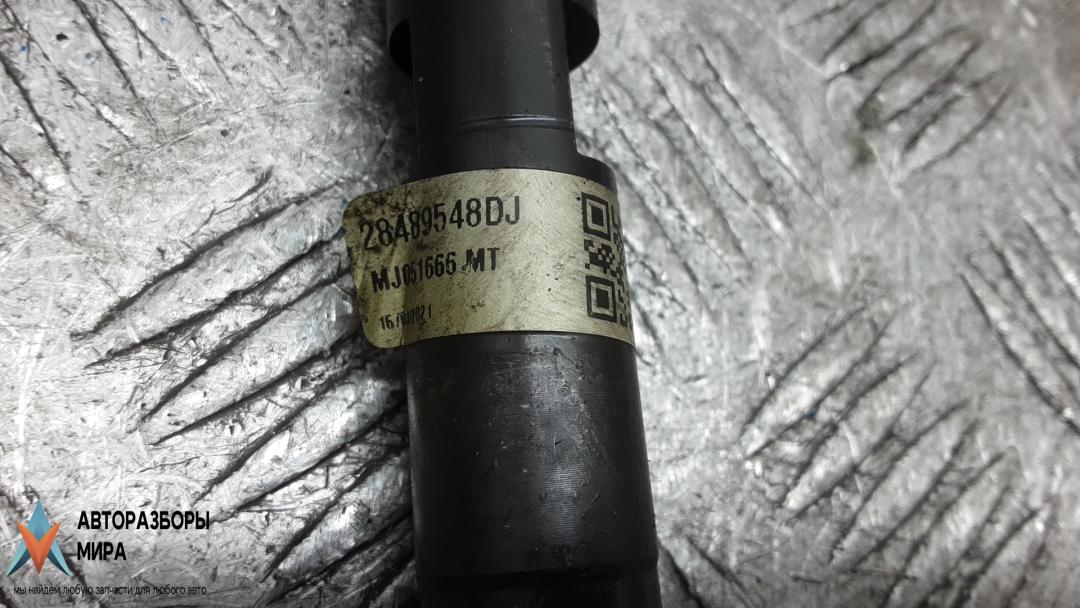 28489548DJ
MJ051666 MT
АВТОРАЗБОРЫ
МИРА
мы найдем любую запчасти для любого авто